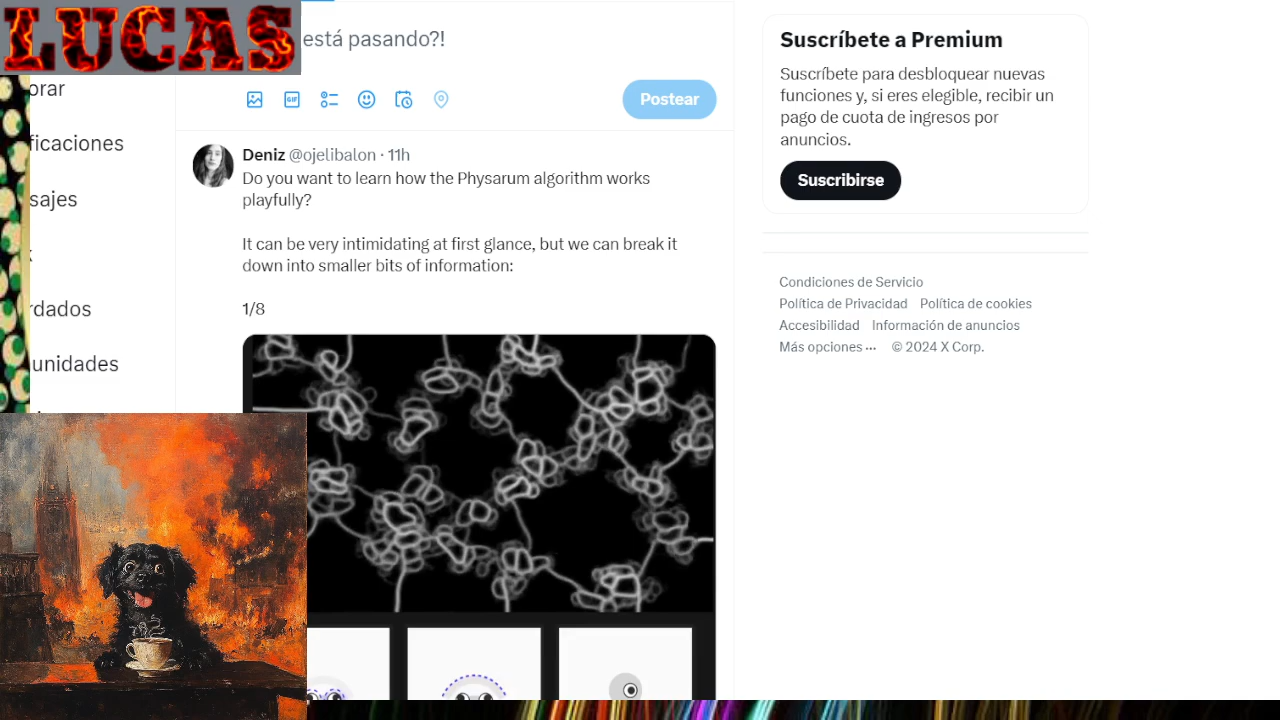 LUCAS
está pasando?!
Postear
orar
ficaciones
sajes
rdados
unidades
Deniz @ojelibalon · 11h
Do you want to learn how the Physarum algorithm works
playfully?
It can be very intimidating at first glance, but we can break it
down into smaller bits of information:
1/8
GIF
Suscríbete a Premium
Suscríbete para desbloquear nuevas
funciones y, si eres elegible, recibir un
pago de cuota de ingresos por
anuncios.
Suscribirse
Condiciones de Servicio
Política de Privacidad Política de cookies
Accesibilidad Información de anuncios
Más opciones ··· © 2024 X Corp.